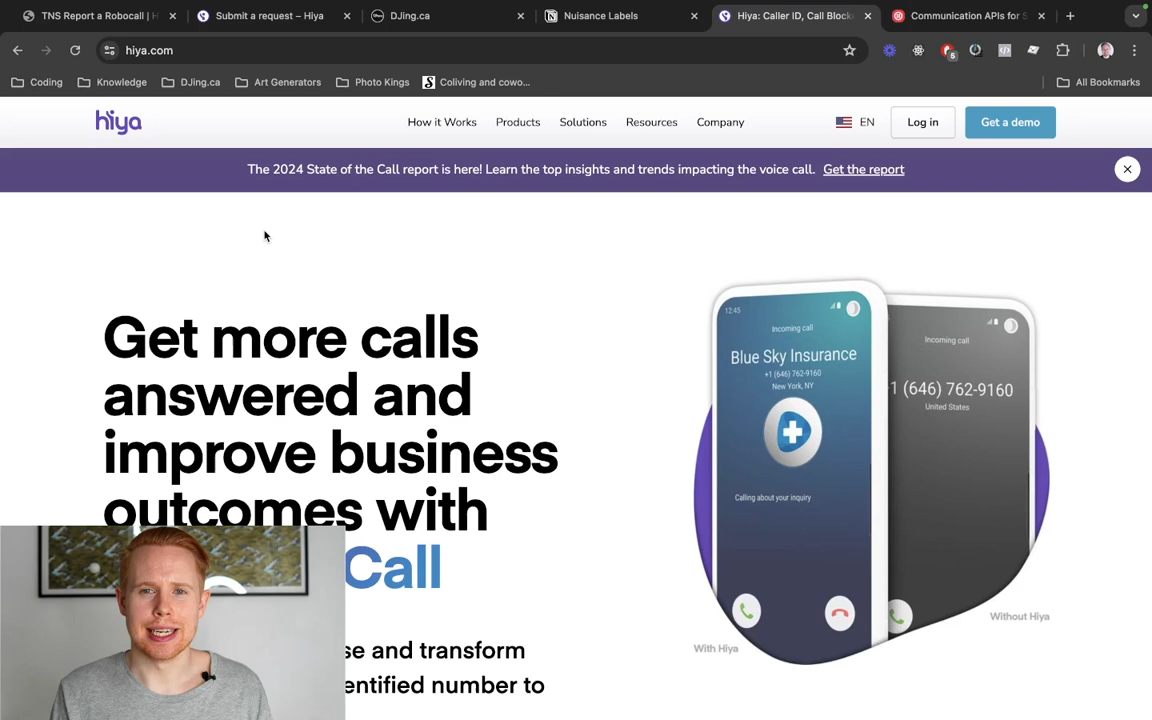 TNS Report a Robocall | H
Submit a request – Hiya
DJing.ca
Nuisance Labels
Hiya: Caller ID, Call Block
Communication APIs for S
hiya.com
5
Coding
Knowledge
DJing.ca
Art Generators
Photo Kings
S
Coliving and cowo...
All Bookmarks
hiya
How it Works
Products
Solutions
Resources
Company
EN
Log in
Get a demo
The 2024 State of the Call report is here! Learn the top insights and trends impacting the voice call. Get the report
Get more calls
answered and
improve business
outcomes with
Call
se and transform
entified number to
12:45
Incoming call
Blue Sky Insurance
+1 (646) 762-9160
New York, NY
Calling about your inquiry
With Hiya
Incoming call
1 (646) 762-9160
United States
Without Hiya